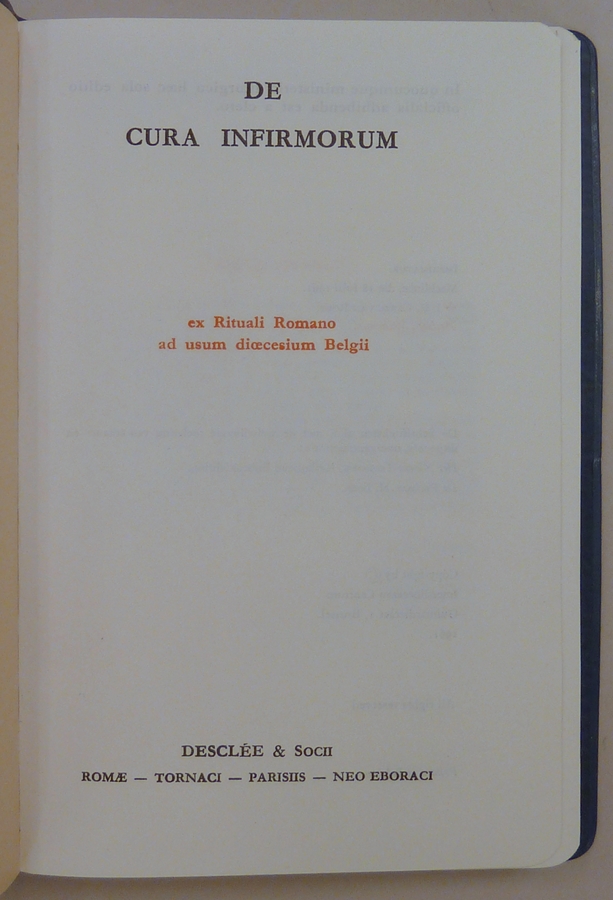 DE
CURA INFIRMORUM
ex Rituali Romano
ad usum diœcesium Belgii
DESCLÉE & Socii
ROMÆ — TORNACI — PARISIIS — NEO EBORACI